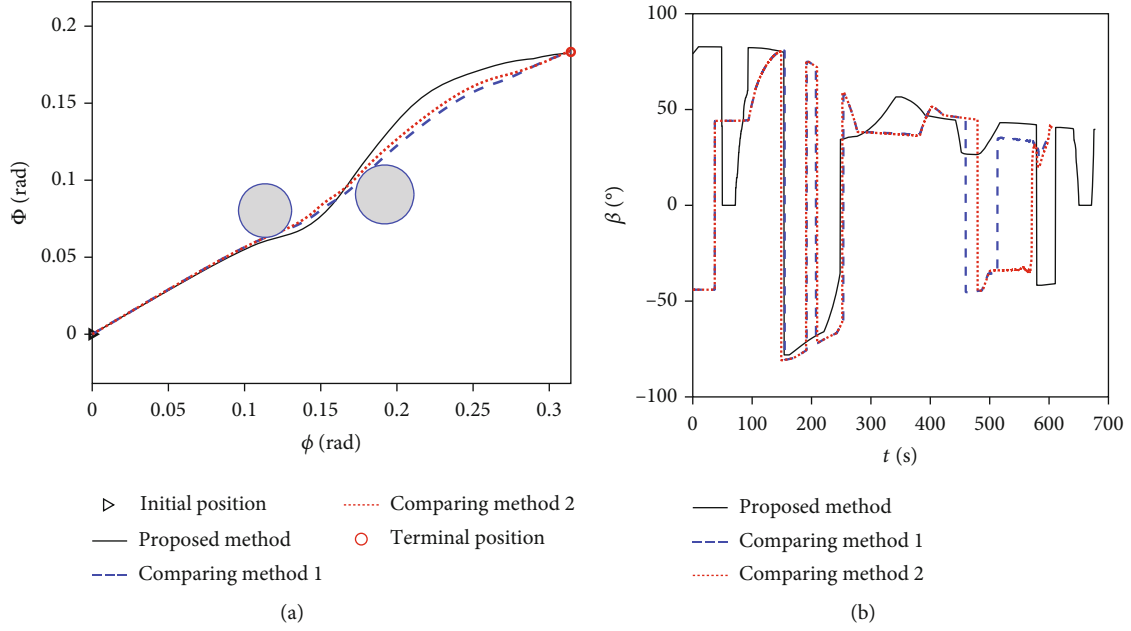 0.2
0.15
0.1
0.05
0
Φ (rad)
0
0.05
0.1
0.15
0.2
0.25
0.3
ϕ (rad)
Initial position
Proposed method
Comparing method 1
Comparing method 2
Terminal position
(a)
100
50
0
−50
−100
β (°)
0
100
200
300
400
500
600
700
t (s)
Proposed method
Comparing method 1
Comparing method 2
(b)